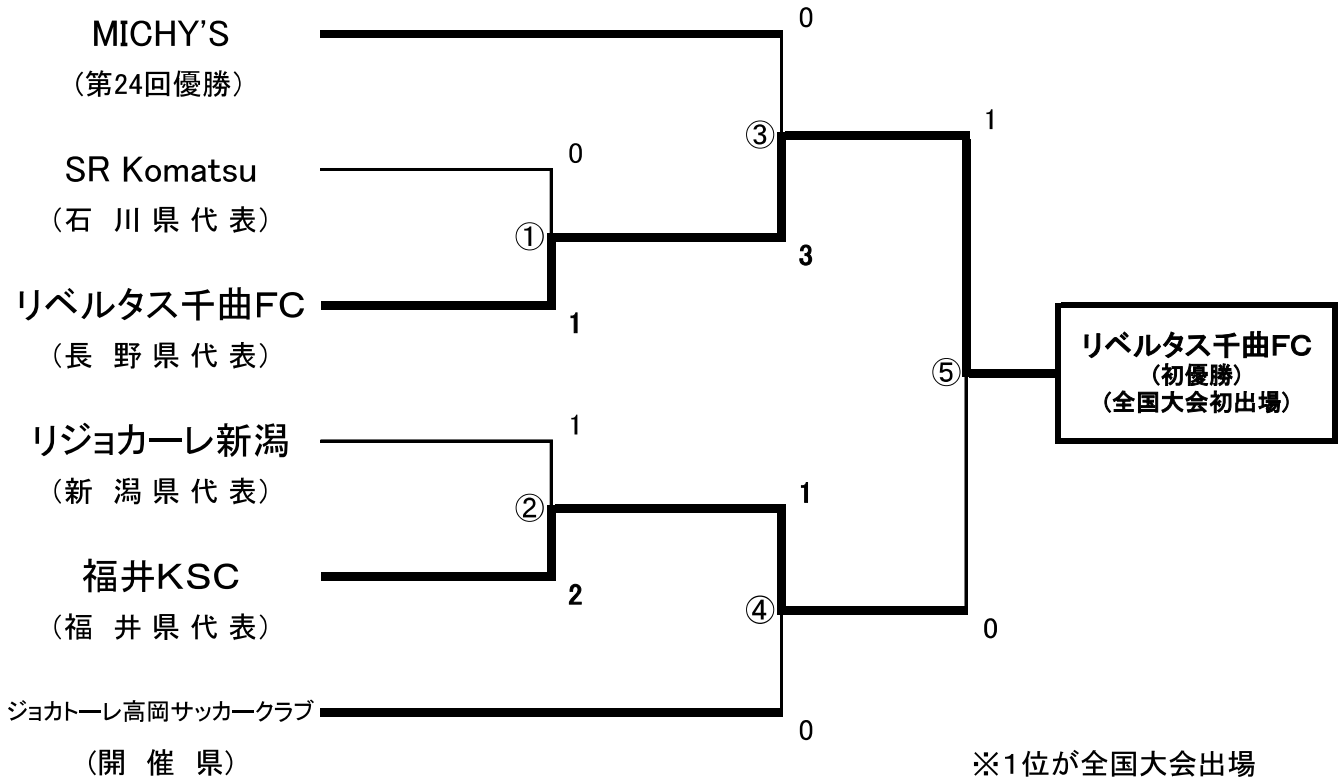 MICHY'S
(第24回優勝)
0
③
1
SR Komatsu
(石 川 県 代 表)
0
①
3
リベルタス千曲FC
(長 野 県 代 表)
1
⑤
リベルタス千曲FC
(初優勝)
(全国大会初出場)
リジョカーレ新潟
(新 潟 県 代 表)
1
②
1
福井KSC
(福 井 県 代 表)
2
④
0
ジョカトーレ高岡サッカークラブ
(開 催 県)
0
※1位が全国大会出場